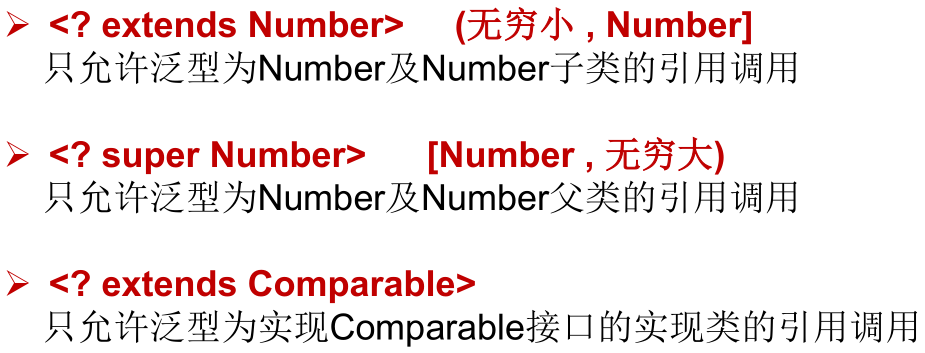 ➢ <? extends Number> (无穷小 , Number]
只允许泛型为Number及Number子类的引用调用
➢ <? super Number> [Number , 无穷大)
只允许泛型为Number及Number父类的引用调用
➢ <? extends Comparable>
只允许泛型为实现Comparable接口的实现类的引用调用